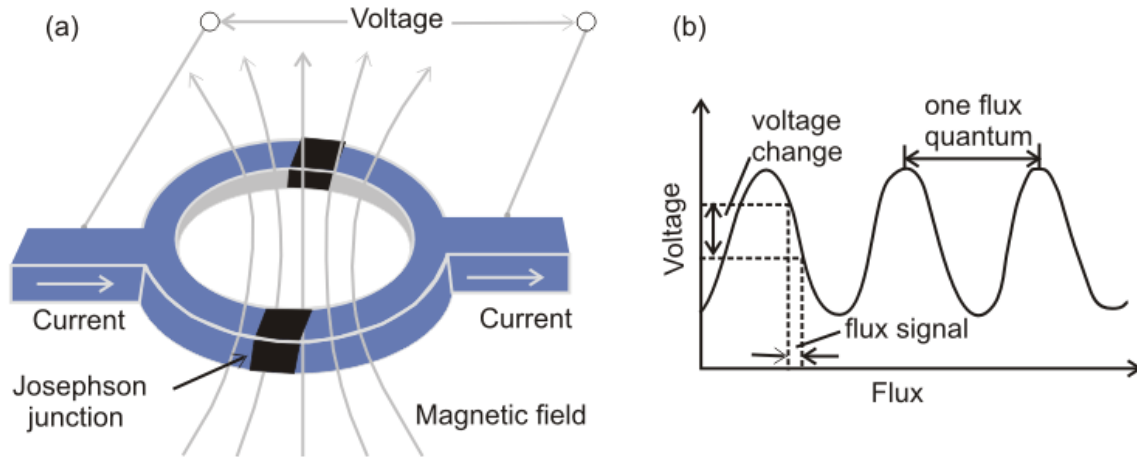 (a)
Voltage
Current
Current
Josephson
junction
Magnetic field
(b)
voltage
change
one flux
quantum
Voltage
flux signal
Flux